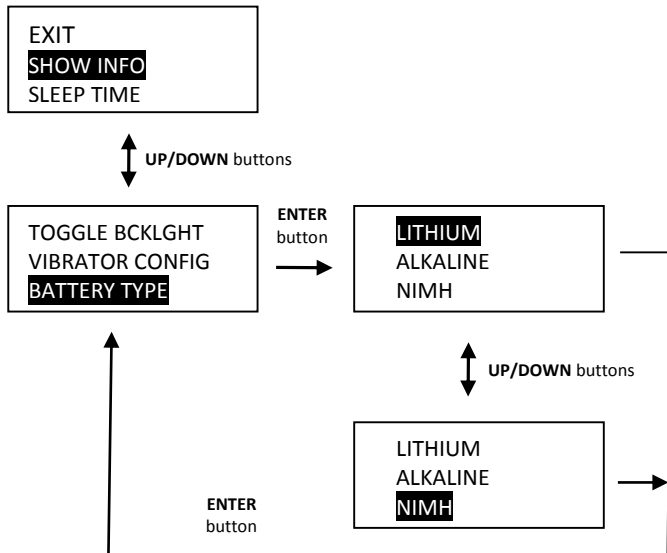 EXIT
SHOW INFO
SLEEP TIME
UP/DOWN buttons
TOGGLE BCKLGHT
VIBRATOR CONFIG
BATTERY TYPE
ENTER
button
LITHIUM
ALKALINE
NIMH
UP/DOWN buttons
LITHIUM
ALKALINE
NIMH
ENTER
button